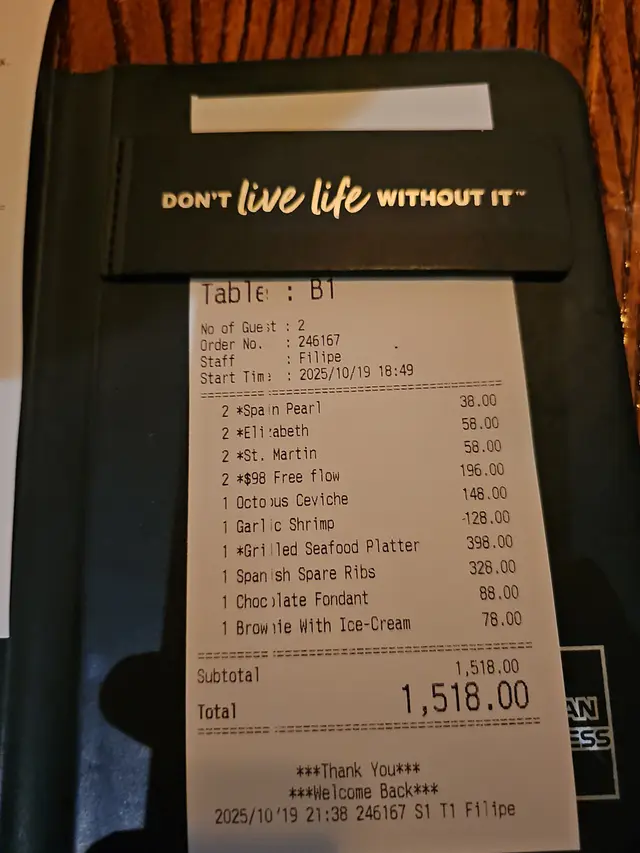 DON'T live life WITHOUT IT™
Table : B1
No of Guest : 2
Order No. : 246167
Staff : Filipe
Start Time : 2025/10/19 18:49
2 *Spain Pearl 38.00
2 *Elizabeth 58.00
2 *St. Martin 58.00
2 *$98 Free flow 196.00
1 Octopus Ceviche 148.00
1 Garlic Shrimp 128.00
1 *Grilled Seafood Platter 398.00
1 Spanish Spare Ribs 328.00
1 Chocolate Fondant 88.00
1 Brownie With Ice-Cream 78.00
Subtotal 1,518.00
Total 1,518.00
***Thank You***
***Welcome Back***
2025/10/19 21:38 246167 S1 T1 Filipe
AN
ESS